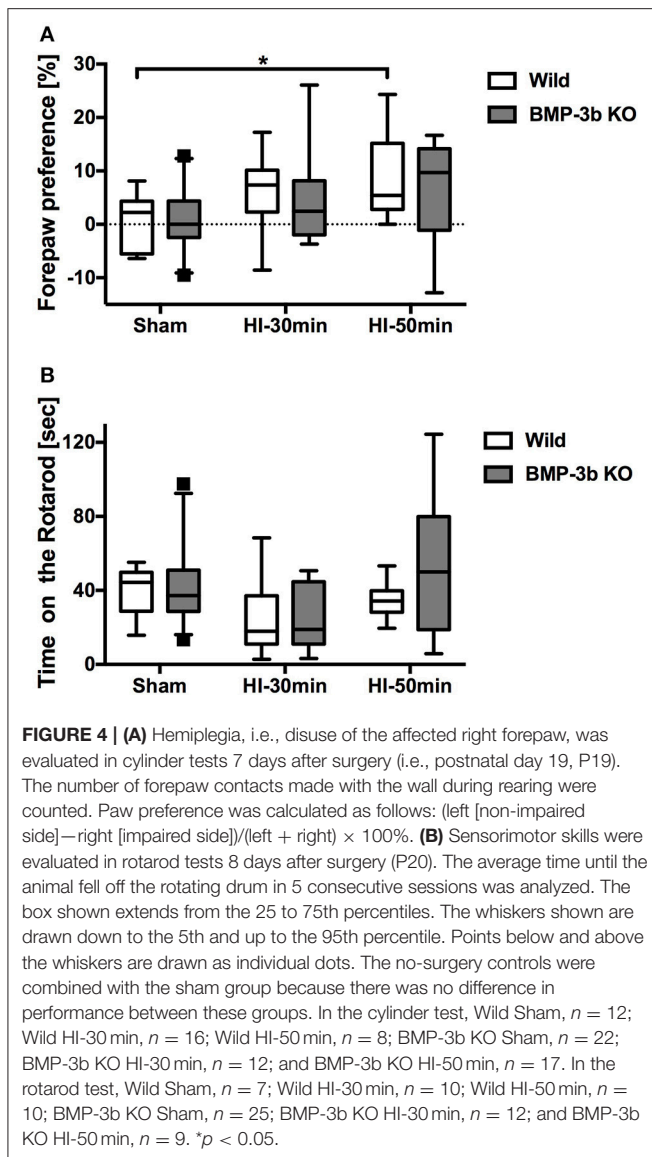 A
*
Wild
BMP-3b KO
Forepaw preference [%]
30
20
10
0
-10
Sham
HI-30min
HI-50min
B
Wild
BMP-3b KO
Time on the Rotarod [sec]
120
80
40
0
Sham
HI-30min
HI-50min
FIGURE 4 | (A) Hemiplegia, i.e., disuse of the affected right forepaw, was
evaluated in cylinder tests 7 days after surgery (i.e., postnatal day 19, P19).
The number of forepaw contacts made with the wall during rearing were
counted. Paw preference was calculated as follows: (left [non-impaired
side]—right [impaired side])/(left + right) × 100%. (B) Sensorimotor skills were
evaluated in rotarod tests 8 days after surgery (P20). The average time until the
animal fell off the rotating drum in 5 consecutive sessions was analyzed. The
box shown extends from the 25 to 75th percentiles. The whiskers shown are
drawn down to the 5th and up to the 95th percentile. Points below and above
the whiskers are drawn as individual dots. The no-surgery controls were
combined with the sham group because there was no difference in
performance between these groups. In the cylinder test, Wild Sham, n = 12;
Wild HI-30 min, n = 16; Wild HI-50 min, n = 8; BMP-3b KO Sham, n = 22;
BMP-3b KO HI-30 min, n = 12; and BMP-3b KO HI-50 min, n = 17. In the
rotarod test, Wild Sham, n = 7; Wild HI-30 min, n = 10; Wild HI-50 min, n =
10; BMP-3b KO Sham, n = 25; BMP-3b KO HI-30 min, n = 12; and BMP-3b
KO HI-50 min, n = 9. *p < 0.05.